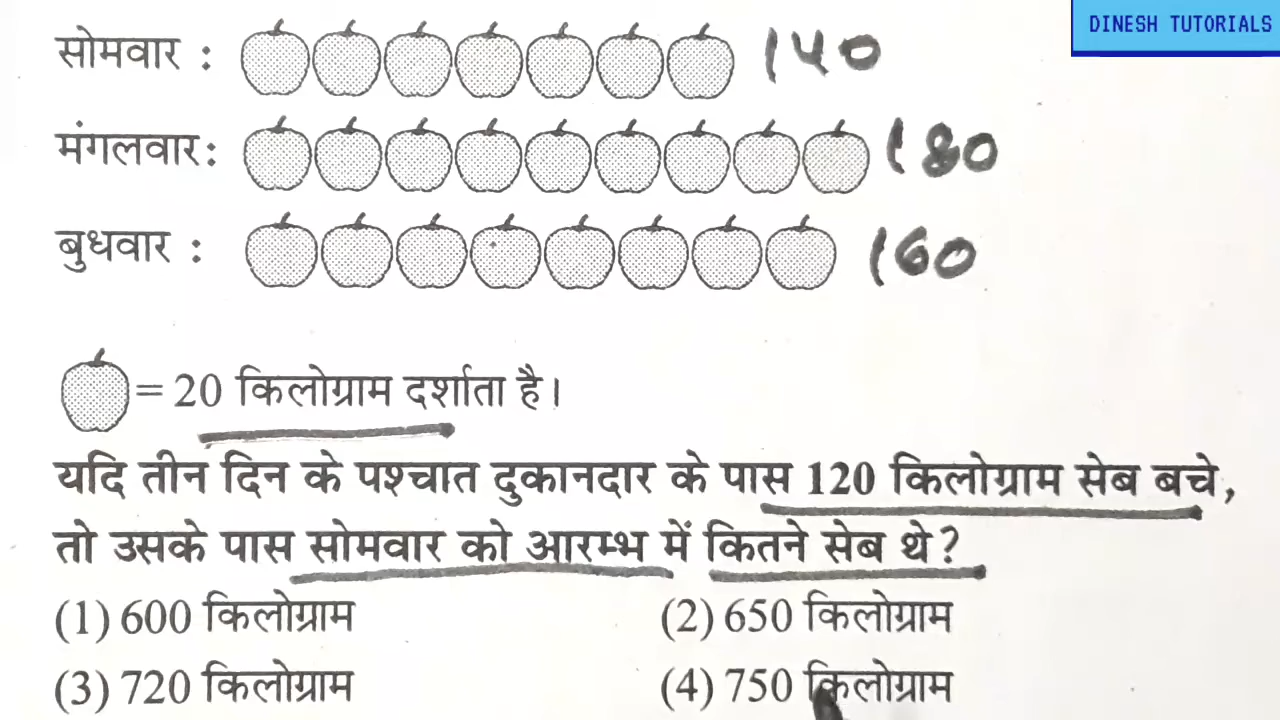 DINESH TUTORIALS
सोमवार : 140
मंगलवार: 180
बुधवार : 160
= 20 किलोग्राम दर्शाता है।
यदि तीन दिन के पश्चात दुकानदार के पास 120 किलोग्राम सेब बचे,
तो उसके पास सोमवार को आरम्भ में कितने सेब थे?
(1) 600 किलोग्राम (2) 650 किलोग्राम
(3) 720 किलोग्राम (4) 750 किलोग्राम